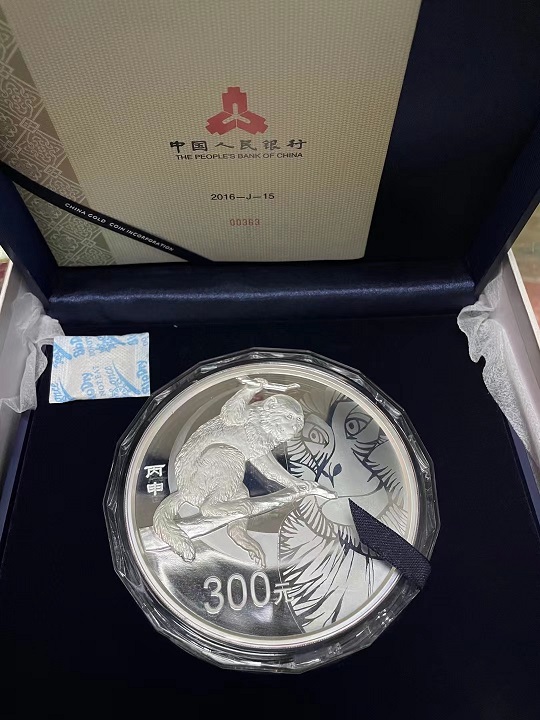 中国人民银行
THE PEOPLE'S BANK OF CHINA
2016-J-15
00363
CHINA GOLD COIN INCORPORATION
丙申
300元